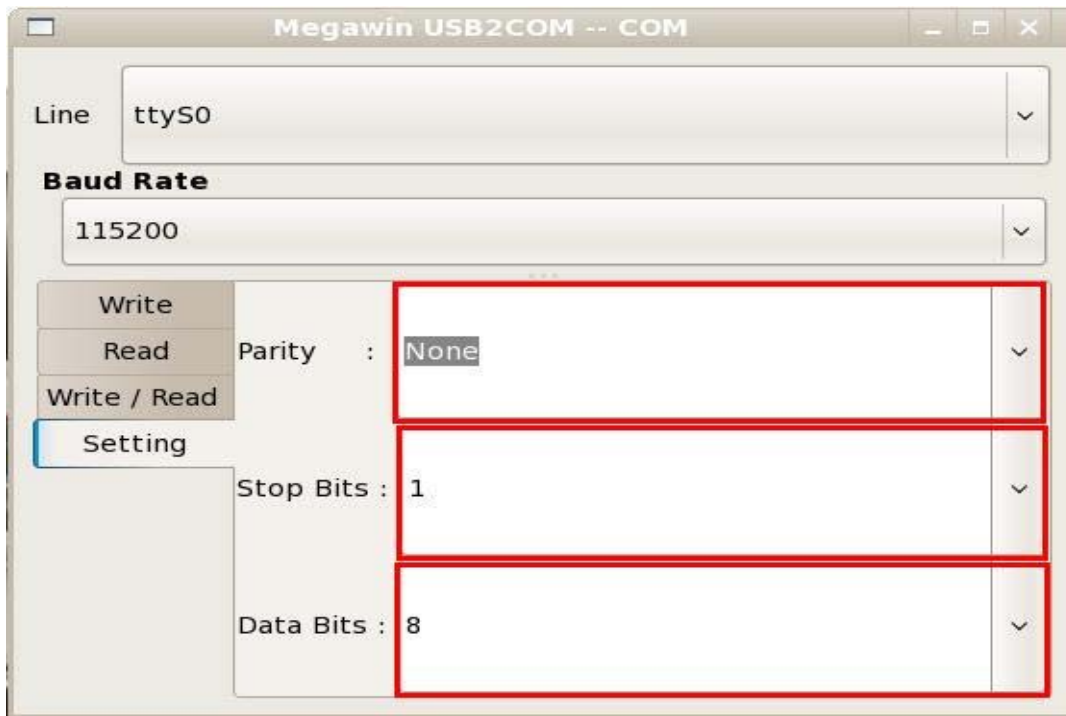 Megawin USB2COM -- COM
Line ttyS0
Baud Rate
115200
Write
Read
Write / Read
Setting
Parity : None
Stop Bits : 1
Data Bits : 8